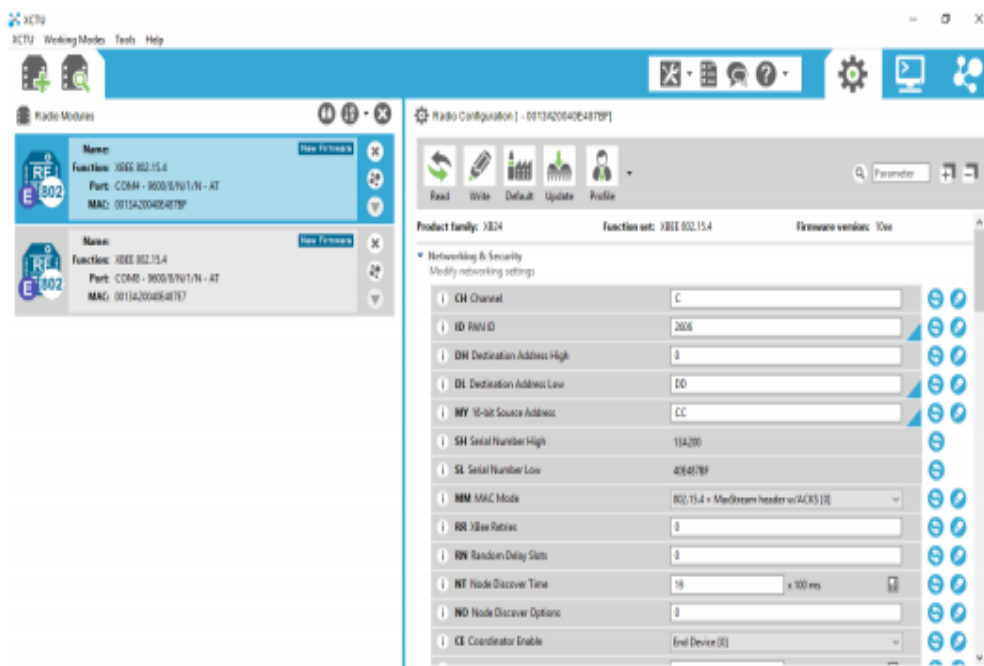 XCTU
XCTU Working Modes Tools Help
Radio Modules
Name:
New Firmware
Function: XBEE 802.15.4
Port: COM4 - 9600/8/N/1/N - AT
MAC: 0013A20040E487BF
RF
E 802
Name:
New Firmware
Function: XBEE 802.15.4
Port: COM8 - 9600/8/N/1/N - AT
MAC: 0013A20040E487E7
RF
E 802
Radio Configuration [ - 0013A20040E487BF]
Read Write Default Update Profile
Parameter
Product family: XB24 Function set: XBEE 802.15.4 Firmware version: 10ee
Networking & Security
Modify networking settings
i CH Channel C
i ID PAN ID 2606
i DH Destination Address High 0
i DL Destination Address Low DD
i MY 16-bit Source Address CC
i SH Serial Number High 13A200
i SL Serial Number Low 40E487BF
i MM MAC Mode 802.15.4 + MaxStream header w/ACKS [0]
i RR XBee Retries 0
i RN Random Delay Slots 0
i NT Node Discover Time 19 x 100 ms
i NO Node Discover Options 0
i CE Coordinator Enable End Device [0]